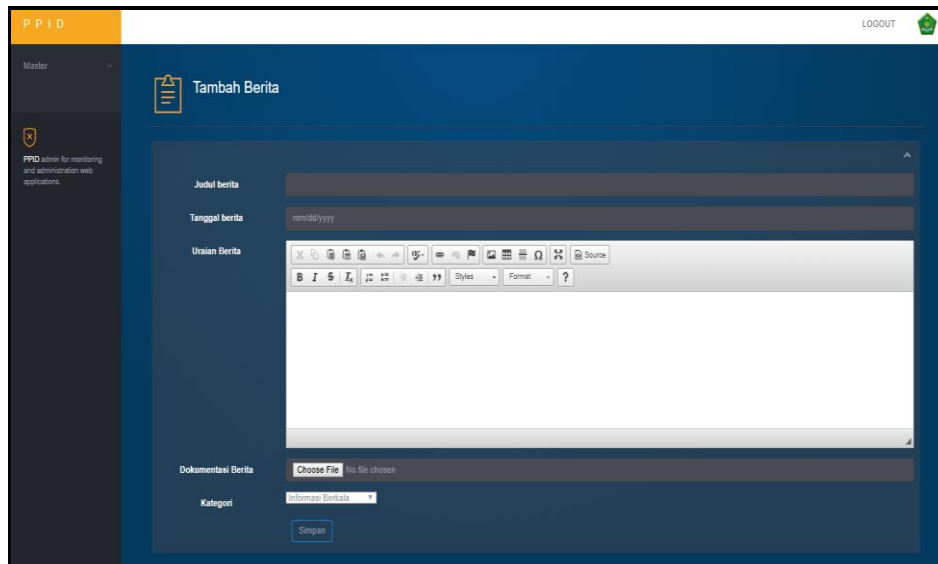 PPID
LOGOUT
Master
Tambah Berita
PPID admin for monitoring
and administration web
applications.
Judul berita
Tanggal berita
mm/dd/yyyy
Uraian Berita
Source
B I S Ix
Styles
Format
?
Dokumentasi Berita
Choose File No file chosen
Kategori
Informasi Berkala
Simpan